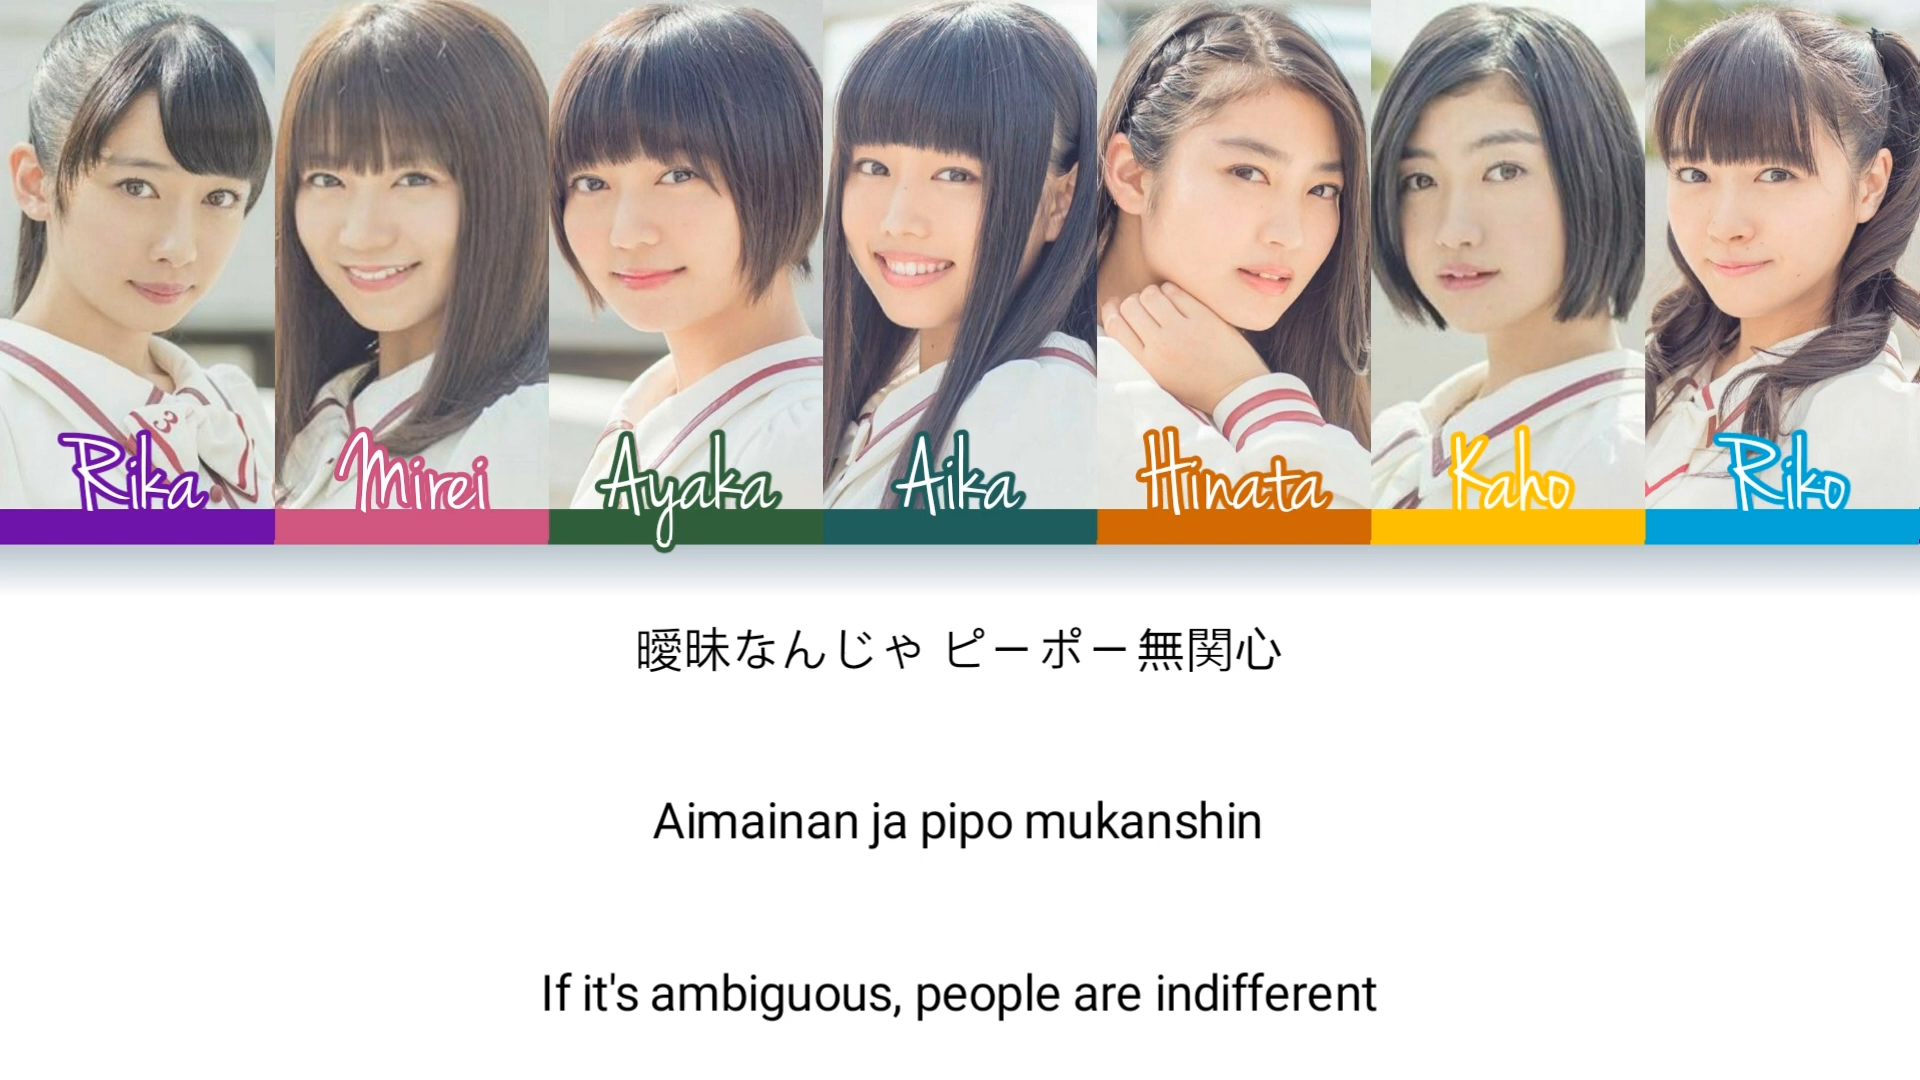 Rika Mirei Ayaka Aika Hinata Kaho Riko
曖昧なんじゃ ピーポー無関心
Aimainan ja pipo mukanshin
If it's ambiguous, people are indifferent
3